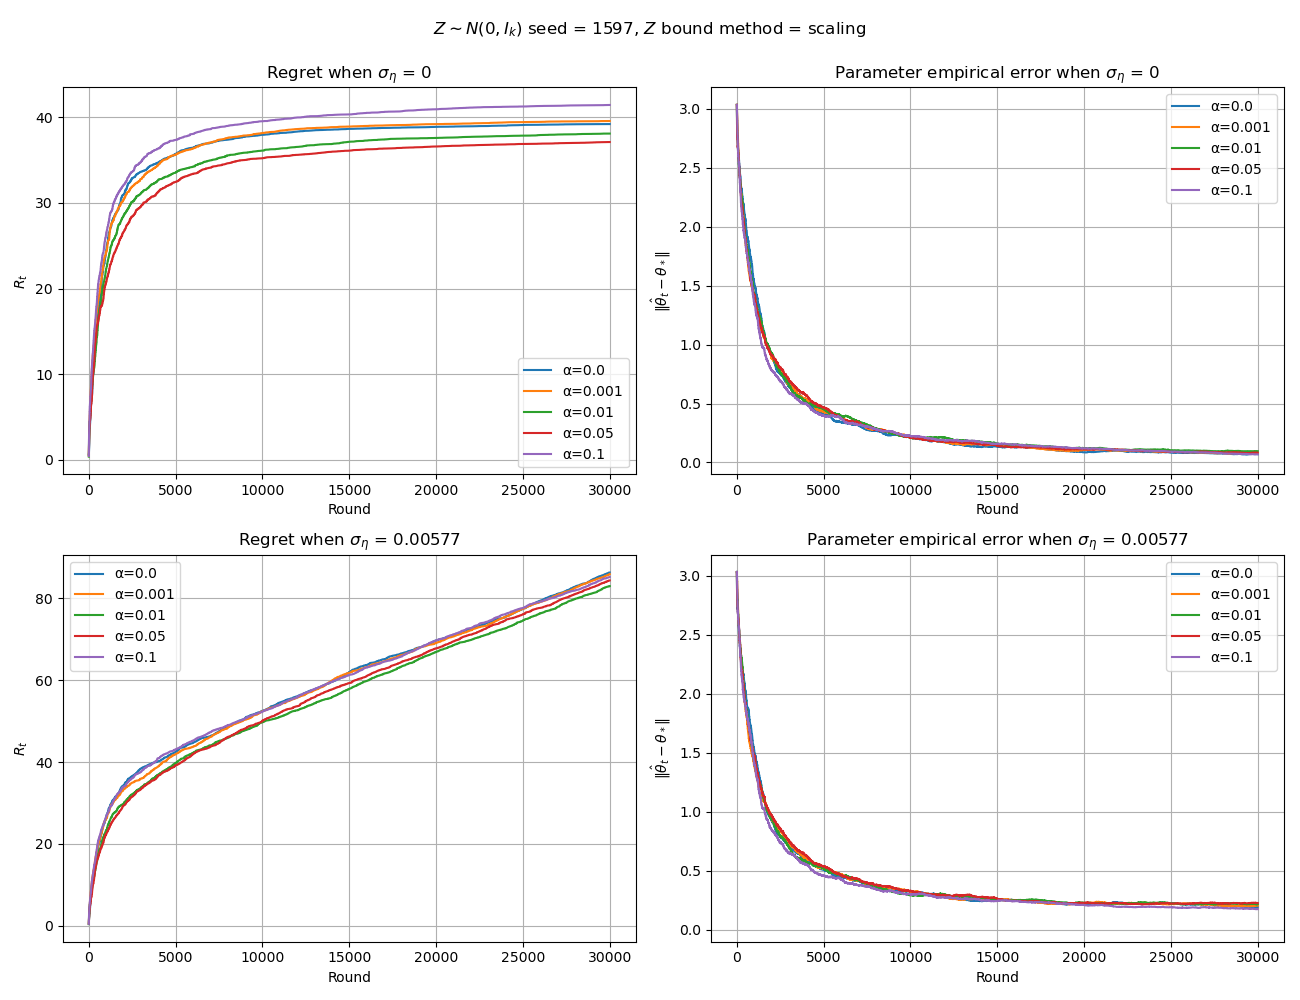 Z ∼ N(0, I_k) seed = 1597, Z bound method = scaling
Regret when σ_η = 0
40
30
20
10
0
R_t
0 5000 10000 15000 20000 25000 30000
Round
α=0.0
α=0.001
α=0.01
α=0.05
α=0.1
Parameter empirical error when σ_η = 0
3.0
2.5
2.0
1.5
1.0
0.5
0.0
‖θ̂_t − θ_*‖
0 5000 10000 15000 20000 25000 30000
Round
α=0.0
α=0.001
α=0.01
α=0.05
α=0.1
Regret when σ_η = 0.00577
80
60
40
20
0
R_t
0 5000 10000 15000 20000 25000 30000
Round
α=0.0
α=0.001
α=0.01
α=0.05
α=0.1
Parameter empirical error when σ_η = 0.00577
3.0
2.5
2.0
1.5
1.0
0.5
0.0
‖θ̂_t − θ_*‖
0 5000 10000 15000 20000 25000 30000
Round
α=0.0
α=0.001
α=0.01
α=0.05
α=0.1